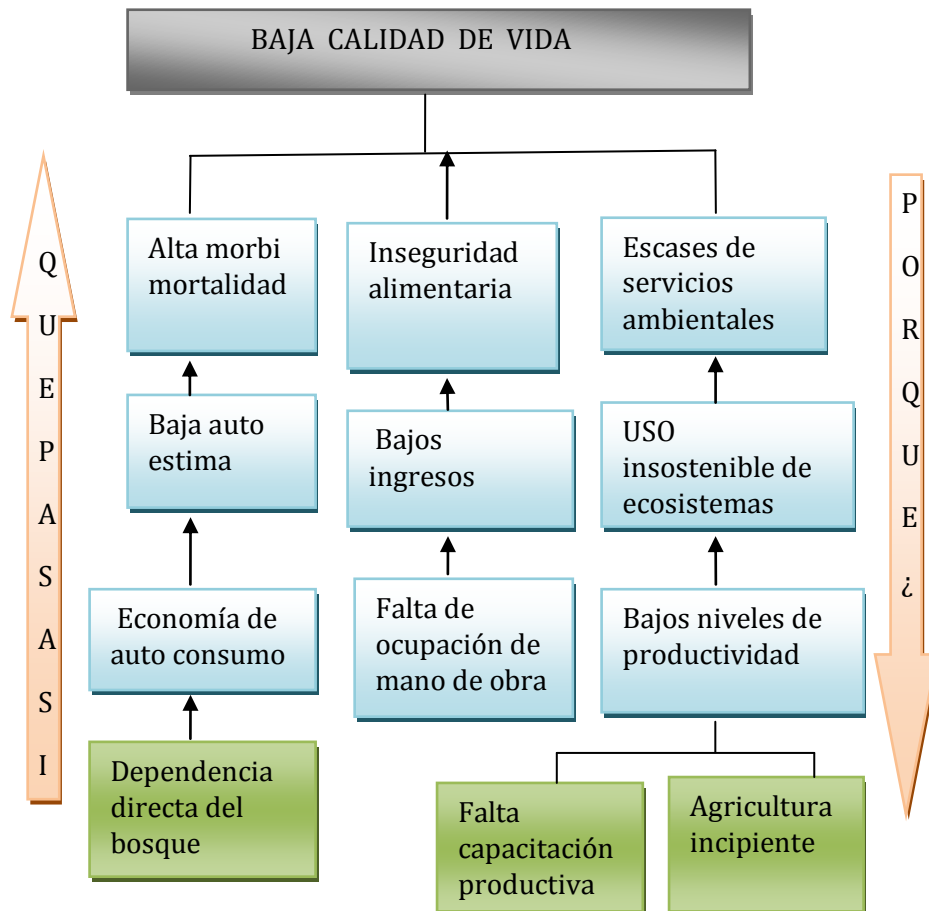 BAJA CALIDAD DE VIDA
Q U E P A S A S I
P O R Q U E ¿
Alta morbi
mortalidad
Inseguridad
alimentaria
Escases de
servicios
ambientales
Baja auto
estima
Bajos
ingresos
USO
insostenible de
ecosistemas
Economía de
auto consumo
Falta de
ocupación de
mano de obra
Bajos niveles de
productividad
Dependencia
directa del
bosque
Falta
capacitación
productiva
Agricultura
incipiente